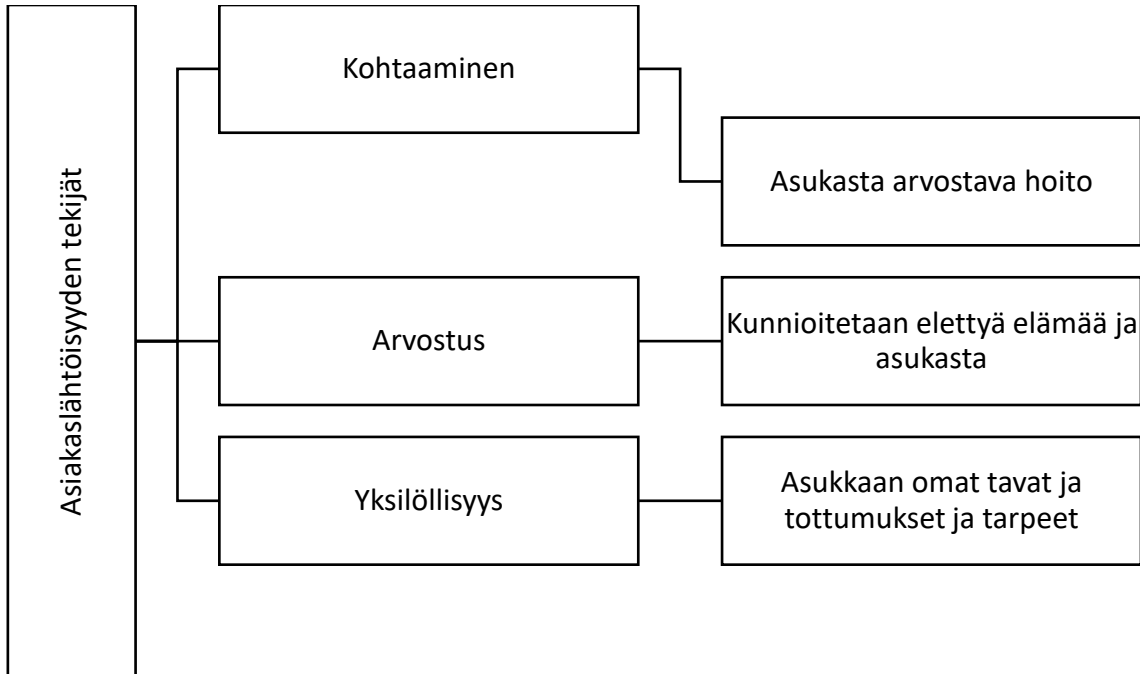 Asiakaslähtöisyyden tekijät
Kohtaaminen
Asukasta arvostava hoito
Arvostus
Kunnioitetaan elettyä elämää ja
asukasta
Yksilöllisyys
Asukkaan omat tavat ja
tottumukset ja tarpeet